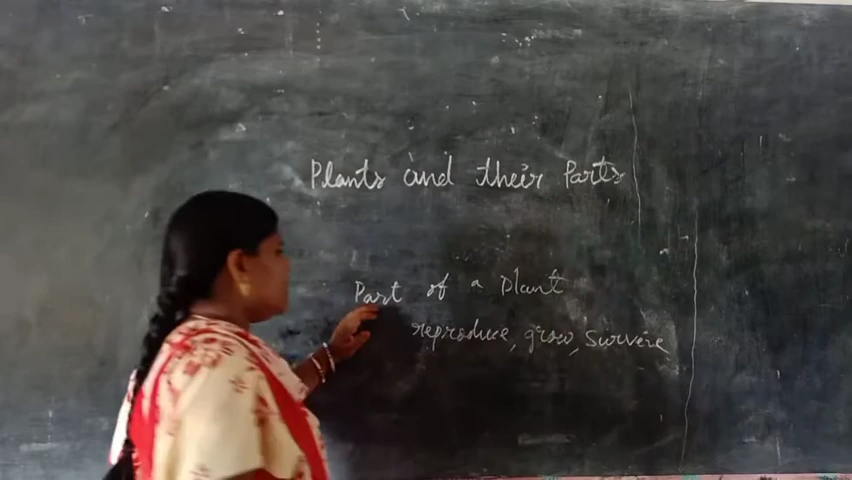 Plants and their Parts
Part of a Plant
reproduce, grow, survive